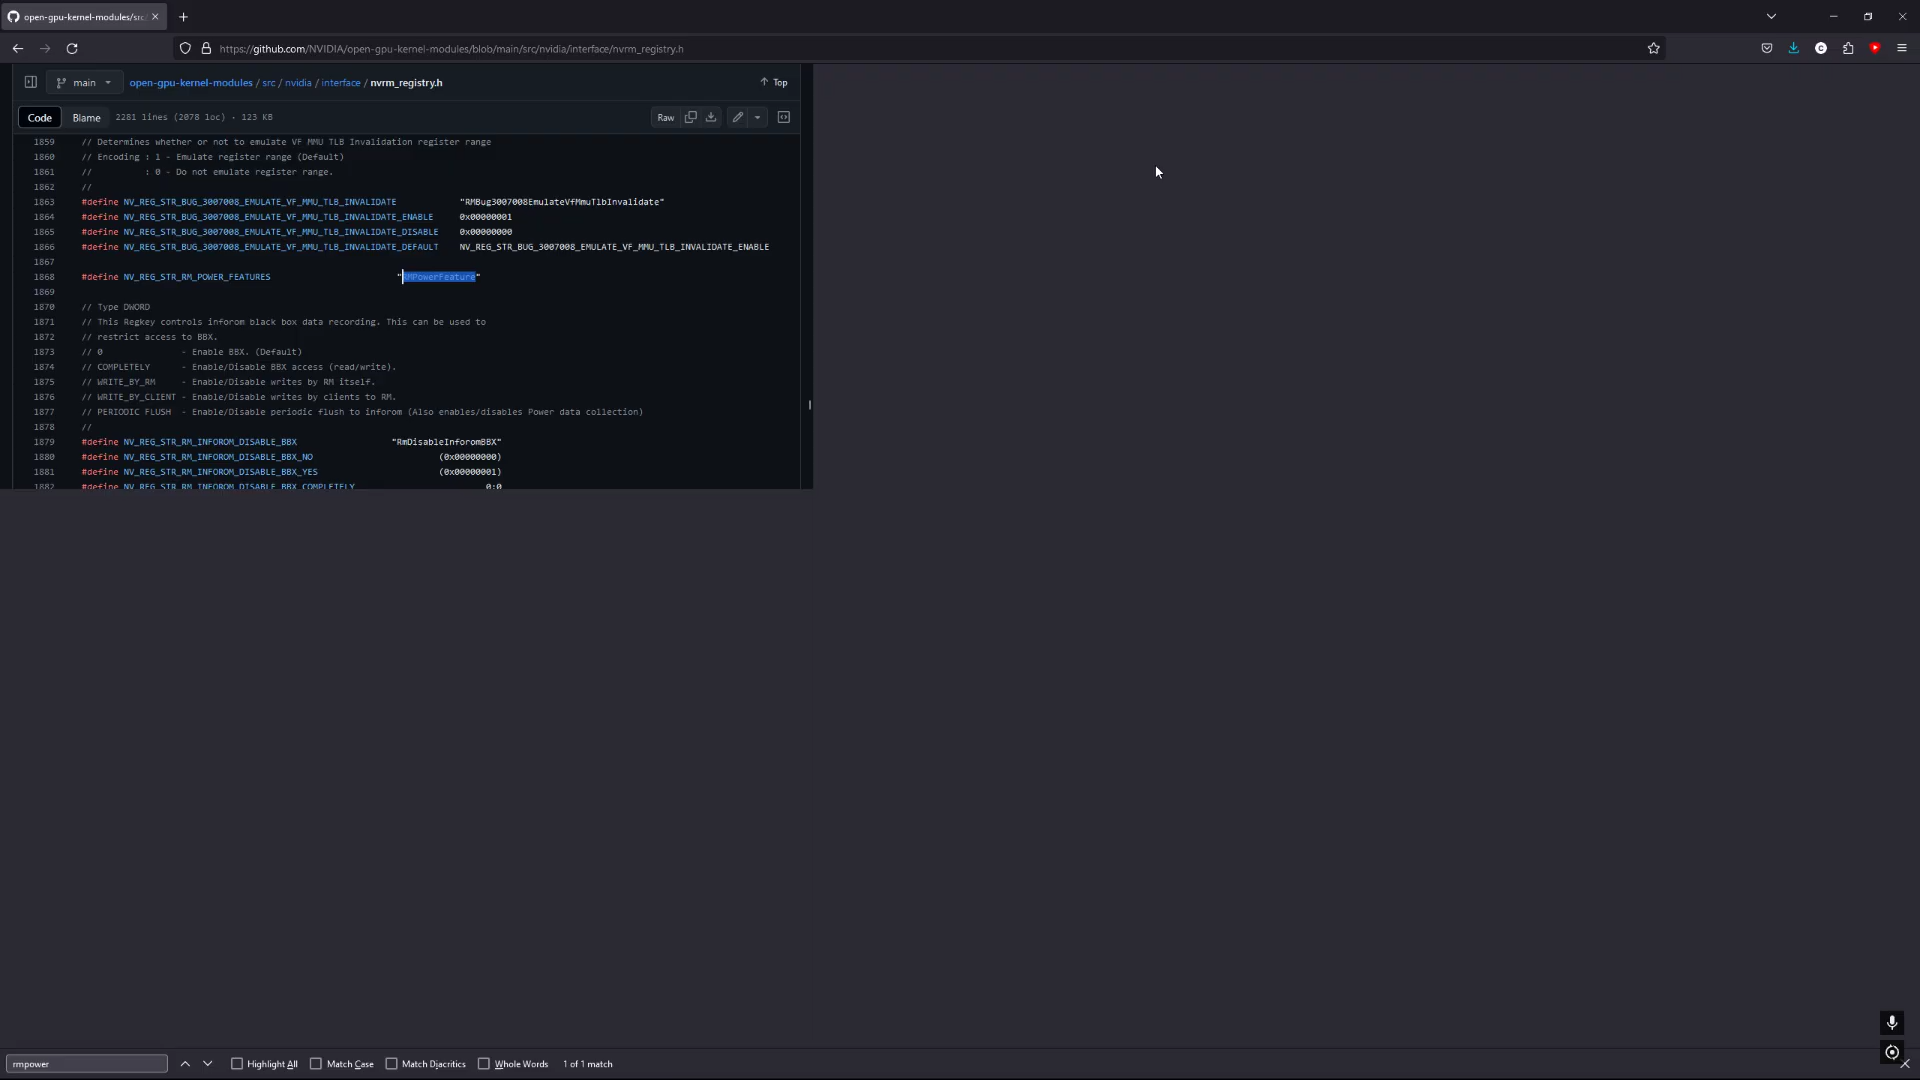 open-gpu-kernel-modules/src
https://github.com/NVIDIA/open-gpu-kernel-modules/blob/main/src/nvidia/interface/nvrm_registry.h
main open-gpu-kernel-modules / src / nvidia / interface / nvrm_registry.h Top
Code Blame 2281 lines (2078 loc) · 123 KB Raw
1859 // Determines whether or not to emulate VF MMU TLB Invalidation register range
1860 // Encoding : 1 - Emulate register range (Default)
1861 // : 0 - Do not emulate register range.
1862 //
1863 #define NV_REG_STR_BUG_3007008_EMULATE_VF_MMU_TLB_INVALIDATE "RMBug3007008EmulateVfMmuTlbInvalidate"
1864 #define NV_REG_STR_BUG_3007008_EMULATE_VF_MMU_TLB_INVALIDATE_ENABLE 0x00000001
1865 #define NV_REG_STR_BUG_3007008_EMULATE_VF_MMU_TLB_INVALIDATE_DISABLE 0x00000000
1866 #define NV_REG_STR_BUG_3007008_EMULATE_VF_MMU_TLB_INVALIDATE_DEFAULT NV_REG_STR_BUG_3007008_EMULATE_VF_MMU_TLB_INVALIDATE_ENABLE
1867
1868 #define NV_REG_STR_RM_POWER_FEATURES "RMPowerFeature"
1869
1870 // Type DWORD
1871 // This Regkey controls inforom black box data recording. This can be used to
1872 // restrict access to BBX.
1873 // 0 - Enable BBX. (Default)
1874 // COMPLETELY - Enable/Disable BBX access (read/write).
1875 // WRITE_BY_RM - Enable/Disable writes by RM itself.
1876 // WRITE_BY_CLIENT - Enable/Disable writes by clients to RM.
1877 // PERIODIC FLUSH - Enable/Disable periodic flush to inforom (Also enables/disables Power data collection)
1878 //
1879 #define NV_REG_STR_RM_INFOROM_DISABLE_BBX "RmDisableInforomBBX"
1880 #define NV_REG_STR_RM_INFOROM_DISABLE_BBX_NO (0x00000000)
1881 #define NV_REG_STR_RM_INFOROM_DISABLE_BBX_YES (0x00000001)
1882 #define NV_REG_STR_RM_INFOROM_DISABLE_BBX_COMPLETELY 0:0
rmpower Highlight All Match Case Match Diacritics Whole Words 1 of 1 match